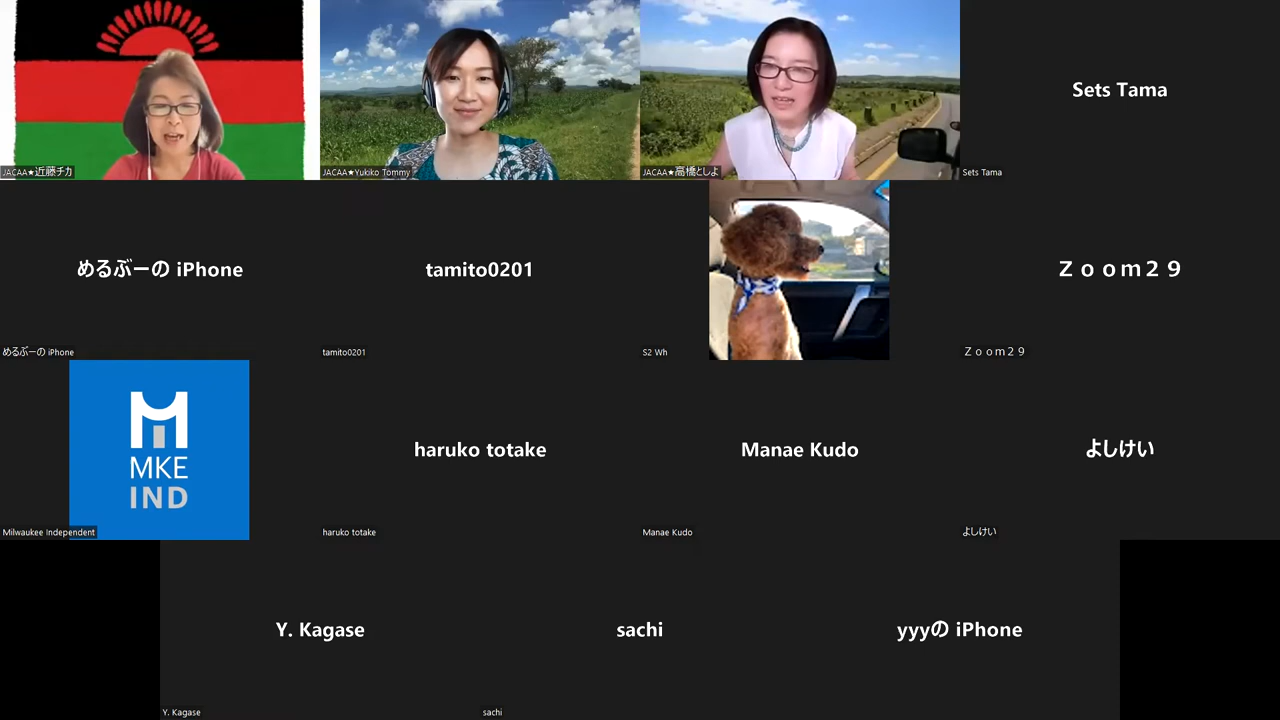 JACAA★近藤チカ
JACAA★Yukiko Tommy
JACAA★高橋としよ
Sets Tama
Sets Tama
めるぶーの iPhone
tamito0201
Ｚｏｏｍ２９
めるぶーの iPhone
tamito0201
S2 Wh
Ｚｏｏｍ２９
MKE
IND
haruko totake
Manae Kudo
よしけい
Milwaukee Independent
haruko totake
Manae Kudo
よしけい
Y. Kagase
sachi
yyyの iPhone
Y. Kagase
sachi